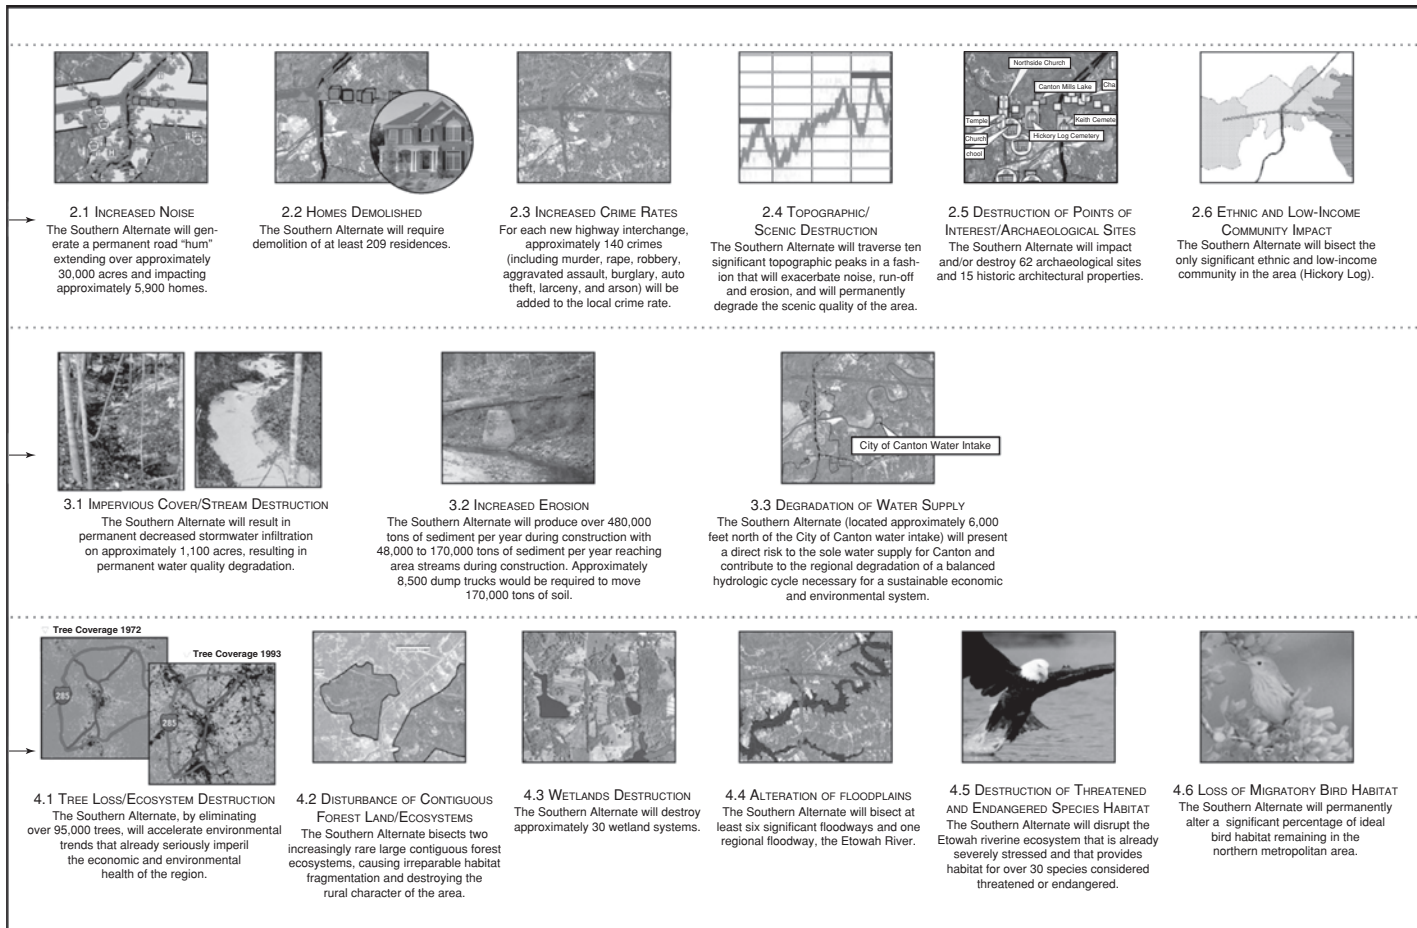 Northside Church
Canton Mills Lake
Cha
Temple
Keith Cemete
Church
Hickory Log Cemetery
chool
2.1 Increased Noise
The Southern Alternate will gen-
erate a permanent road “hum”
extending over approximately
30,000 acres and impacting
approximately 5,900 homes.
2.2 Homes Demolished
The Southern Alternate will require
demolition of at least 209 residences.
2.3 Increased Crime Rates
For each new highway interchange,
approximately 140 crimes
(including murder, rape, robbery,
aggravated assault, burglary, auto
theft, larceny, and arson) will be
added to the local crime rate.
2.4 Topographic/
Scenic Destruction
The Southern Alternate will traverse ten
significant topographic peaks in a fash-
ion that will exacerbate noise, run-off
and erosion, and will permanently
degrade the scenic quality of the area.
2.5 Destruction of Points of
Interest/Archaeological Sites
The Southern Alternate will impact
and/or destroy 62 archaeological sites
and 15 historic architectural properties.
2.6 Ethnic and Low-Income
Community Impact
The Southern Alternate will bisect the
only significant ethnic and low-income
community in the area (Hickory Log).
City of Canton Water Intake
3.1 Impervious Cover/Stream Destruction
The Southern Alternate will result in
permanent decreased stormwater infiltration
on approximately 1,100 acres, resulting in
permanent water quality degradation.
3.2 Increased Erosion
The Southern Alternate will produce over 480,000
tons of sediment per year during construction with
48,000 to 170,000 tons of sediment per year reaching
area streams during construction. Approximately
8,500 dump trucks would be required to move
170,000 tons of soil.
3.3 Degradation of Water Supply
The Southern Alternate (located approximately 6,000
feet north of the City of Canton water intake) will present
a direct risk to the sole water supply for Canton and
contribute to the regional degradation of a balanced
hydrologic cycle necessary for a sustainable economic
and environmental system.
Tree Coverage 1972
Tree Coverage 1993
285
285
4.1 Tree Loss/Ecosystem Destruction
The Southern Alternate, by eliminating
over 95,000 trees, will accelerate environmental
trends that already seriously imperil
the economic and environmental
health of the region.
4.2 Disturbance of Contiguous
Forest Land/Ecosystems
The Southern Alternate bisects two
increasingly rare large contiguous forest
ecosystems, causing irreparable habitat
fragmentation and destroying the
rural character of the area.
4.3 Wetlands Destruction
The Southern Alternate will destroy
approximately 30 wetland systems.
4.4 Alteration of floodplains
The Southern Alternate will bisect at
least six significant floodways and one
regional floodway, the Etowah River.
4.5 Destruction of Threatened
and Endangered Species Habitat
The Southern Alternate will disrupt the
Etowah riverine ecosystem that is already
severely stressed and that provides
habitat for over 30 species considered
threatened or endangered.
4.6 Loss of Migratory Bird Habitat
The Southern Alternate will permanently
alter a significant percentage of ideal
bird habitat remaining in the
northern metropolitan area.